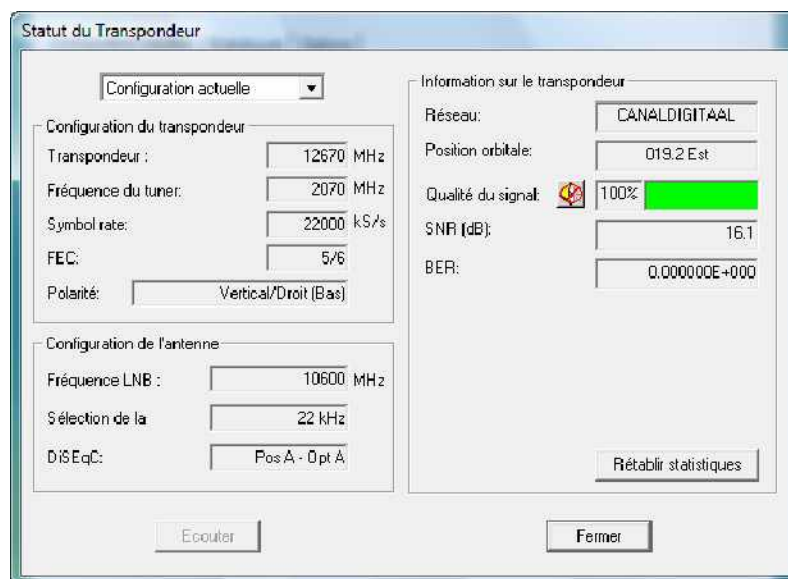 Statut du Transpondeur
Configuration actuelle
Configuration du transpondeur
Transpondeur : 12670 MHz
Fréquence du tuner: 2070 MHz
Symbol rate: 22000 kS/s
FEC: 5/6
Polarité: Vertical/Droit (Bas)
Configuration de l'antenne
Fréquence LNB : 10600 MHz
Sélection de la 22 kHz
DiSEqC: Pos A - Opt A
Ecouter
Information sur le transpondeur
Réseau: CANALDIGITAAL
Position orbitale: 019.2 Est
Qualité du signal: 100%
SNR (dB): 16.1
BER: 0.000000E+000
Rétablir statistiques
Fermer